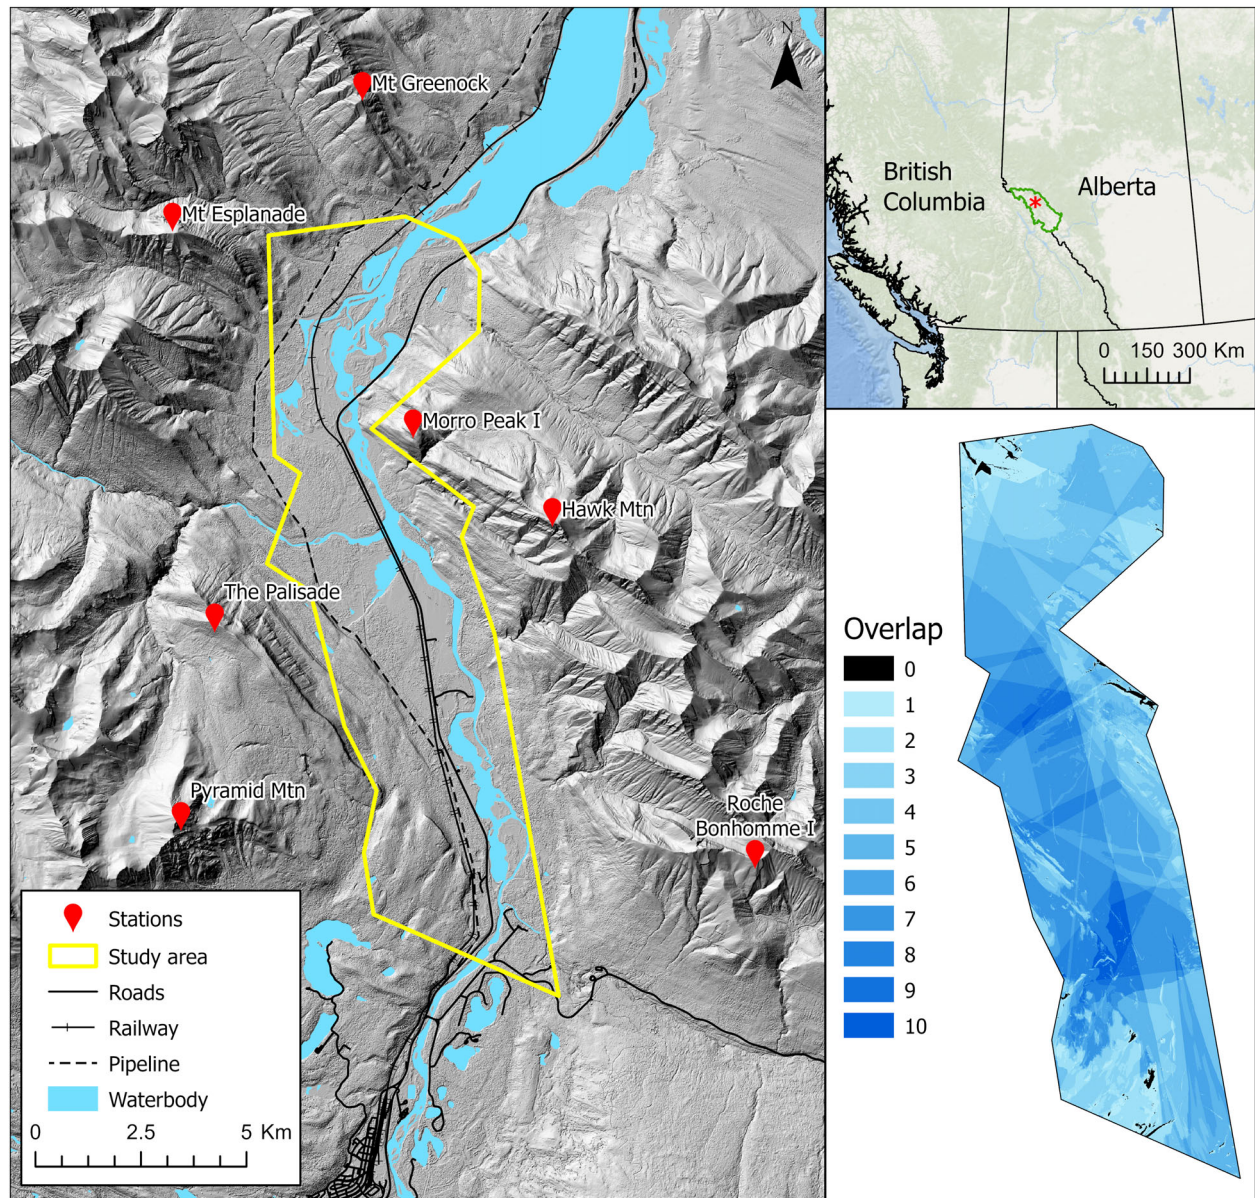 N
Mt Greenock
Mt Esplanade
Morro Peak I
Hawk Mtn
The Palisade
Pyramid Mtn
Roche
Bonhomme I
Stations
Study area
Roads
Railway
Pipeline
Waterbody
0 2.5 5 Km
British
Columbia
Alberta
0 150 300 Km
Overlap
0
1
2
3
4
5
6
7
8
9
10